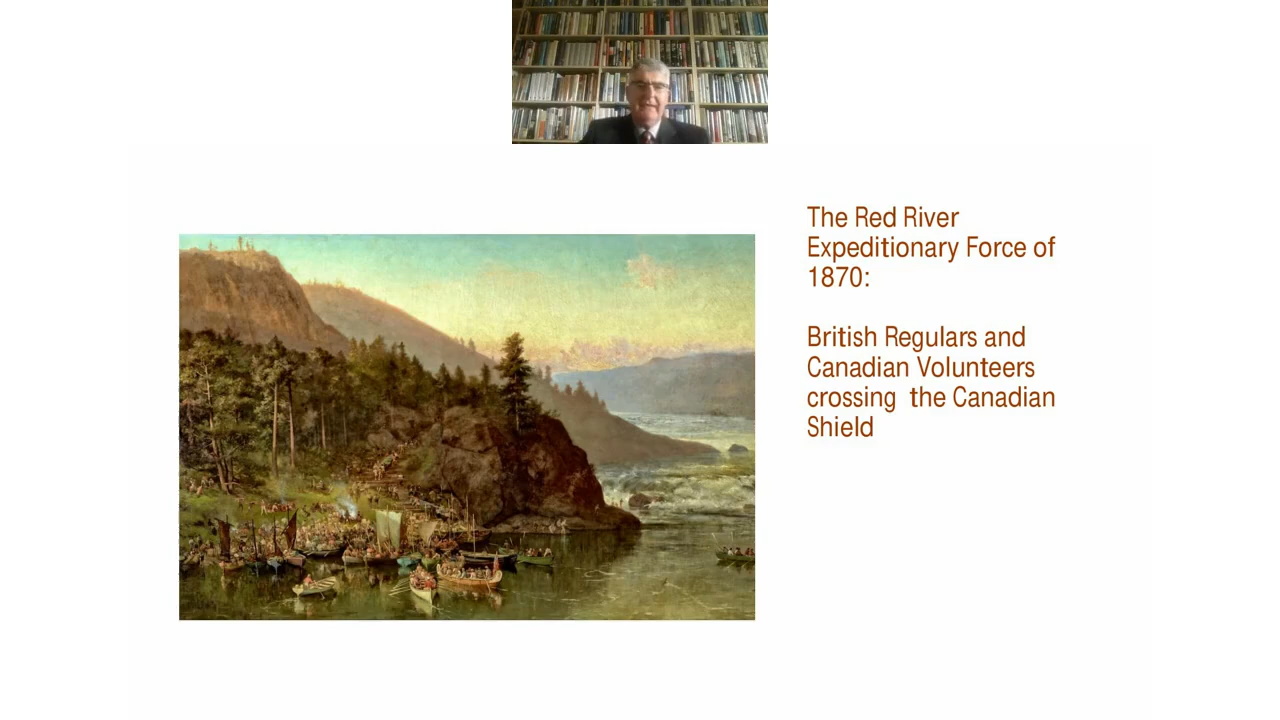 The Red River
Expeditionary Force of
1870:
British Regulars and
Canadian Volunteers
crossing  the Canadian
Shield